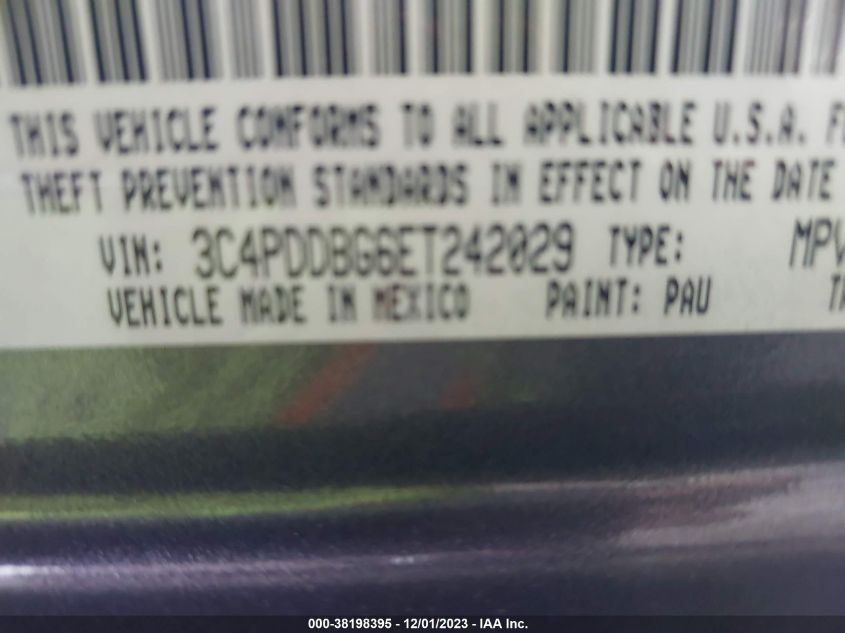 THIS VEHICLE CONFORMS TO ALL APPLICABLE U.S.A.
THEFT PREVENTION STANDARDS IN EFFECT ON THE DATE
VIN: 3C4PDDBG6ET242029 TYPE: MPV
VEHICLE MADE IN MEXICO PAINT: PAU
000-38198395 - 12/01/2023 - IAA Inc.